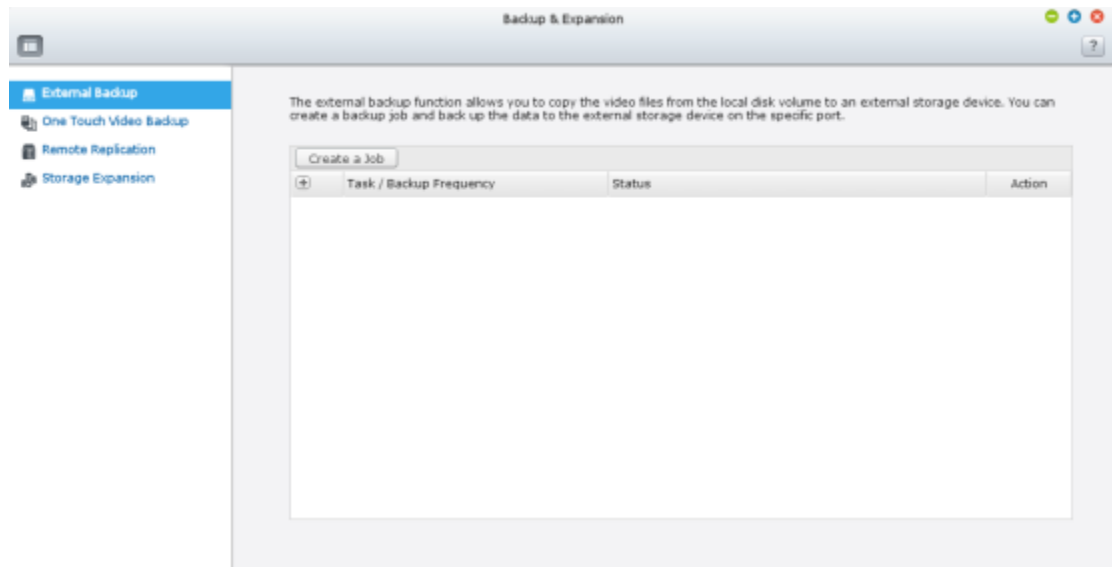 Backup & Expansion
?
External Backup
One Touch Video Backup
Remote Replication
Storage Expansion
The external backup function allows you to copy the video files from the local disk volume to an external storage device. You can
create a backup job and back up the data to the external storage device on the specific port.
Create a Job
Task / Backup Frequency Status Action